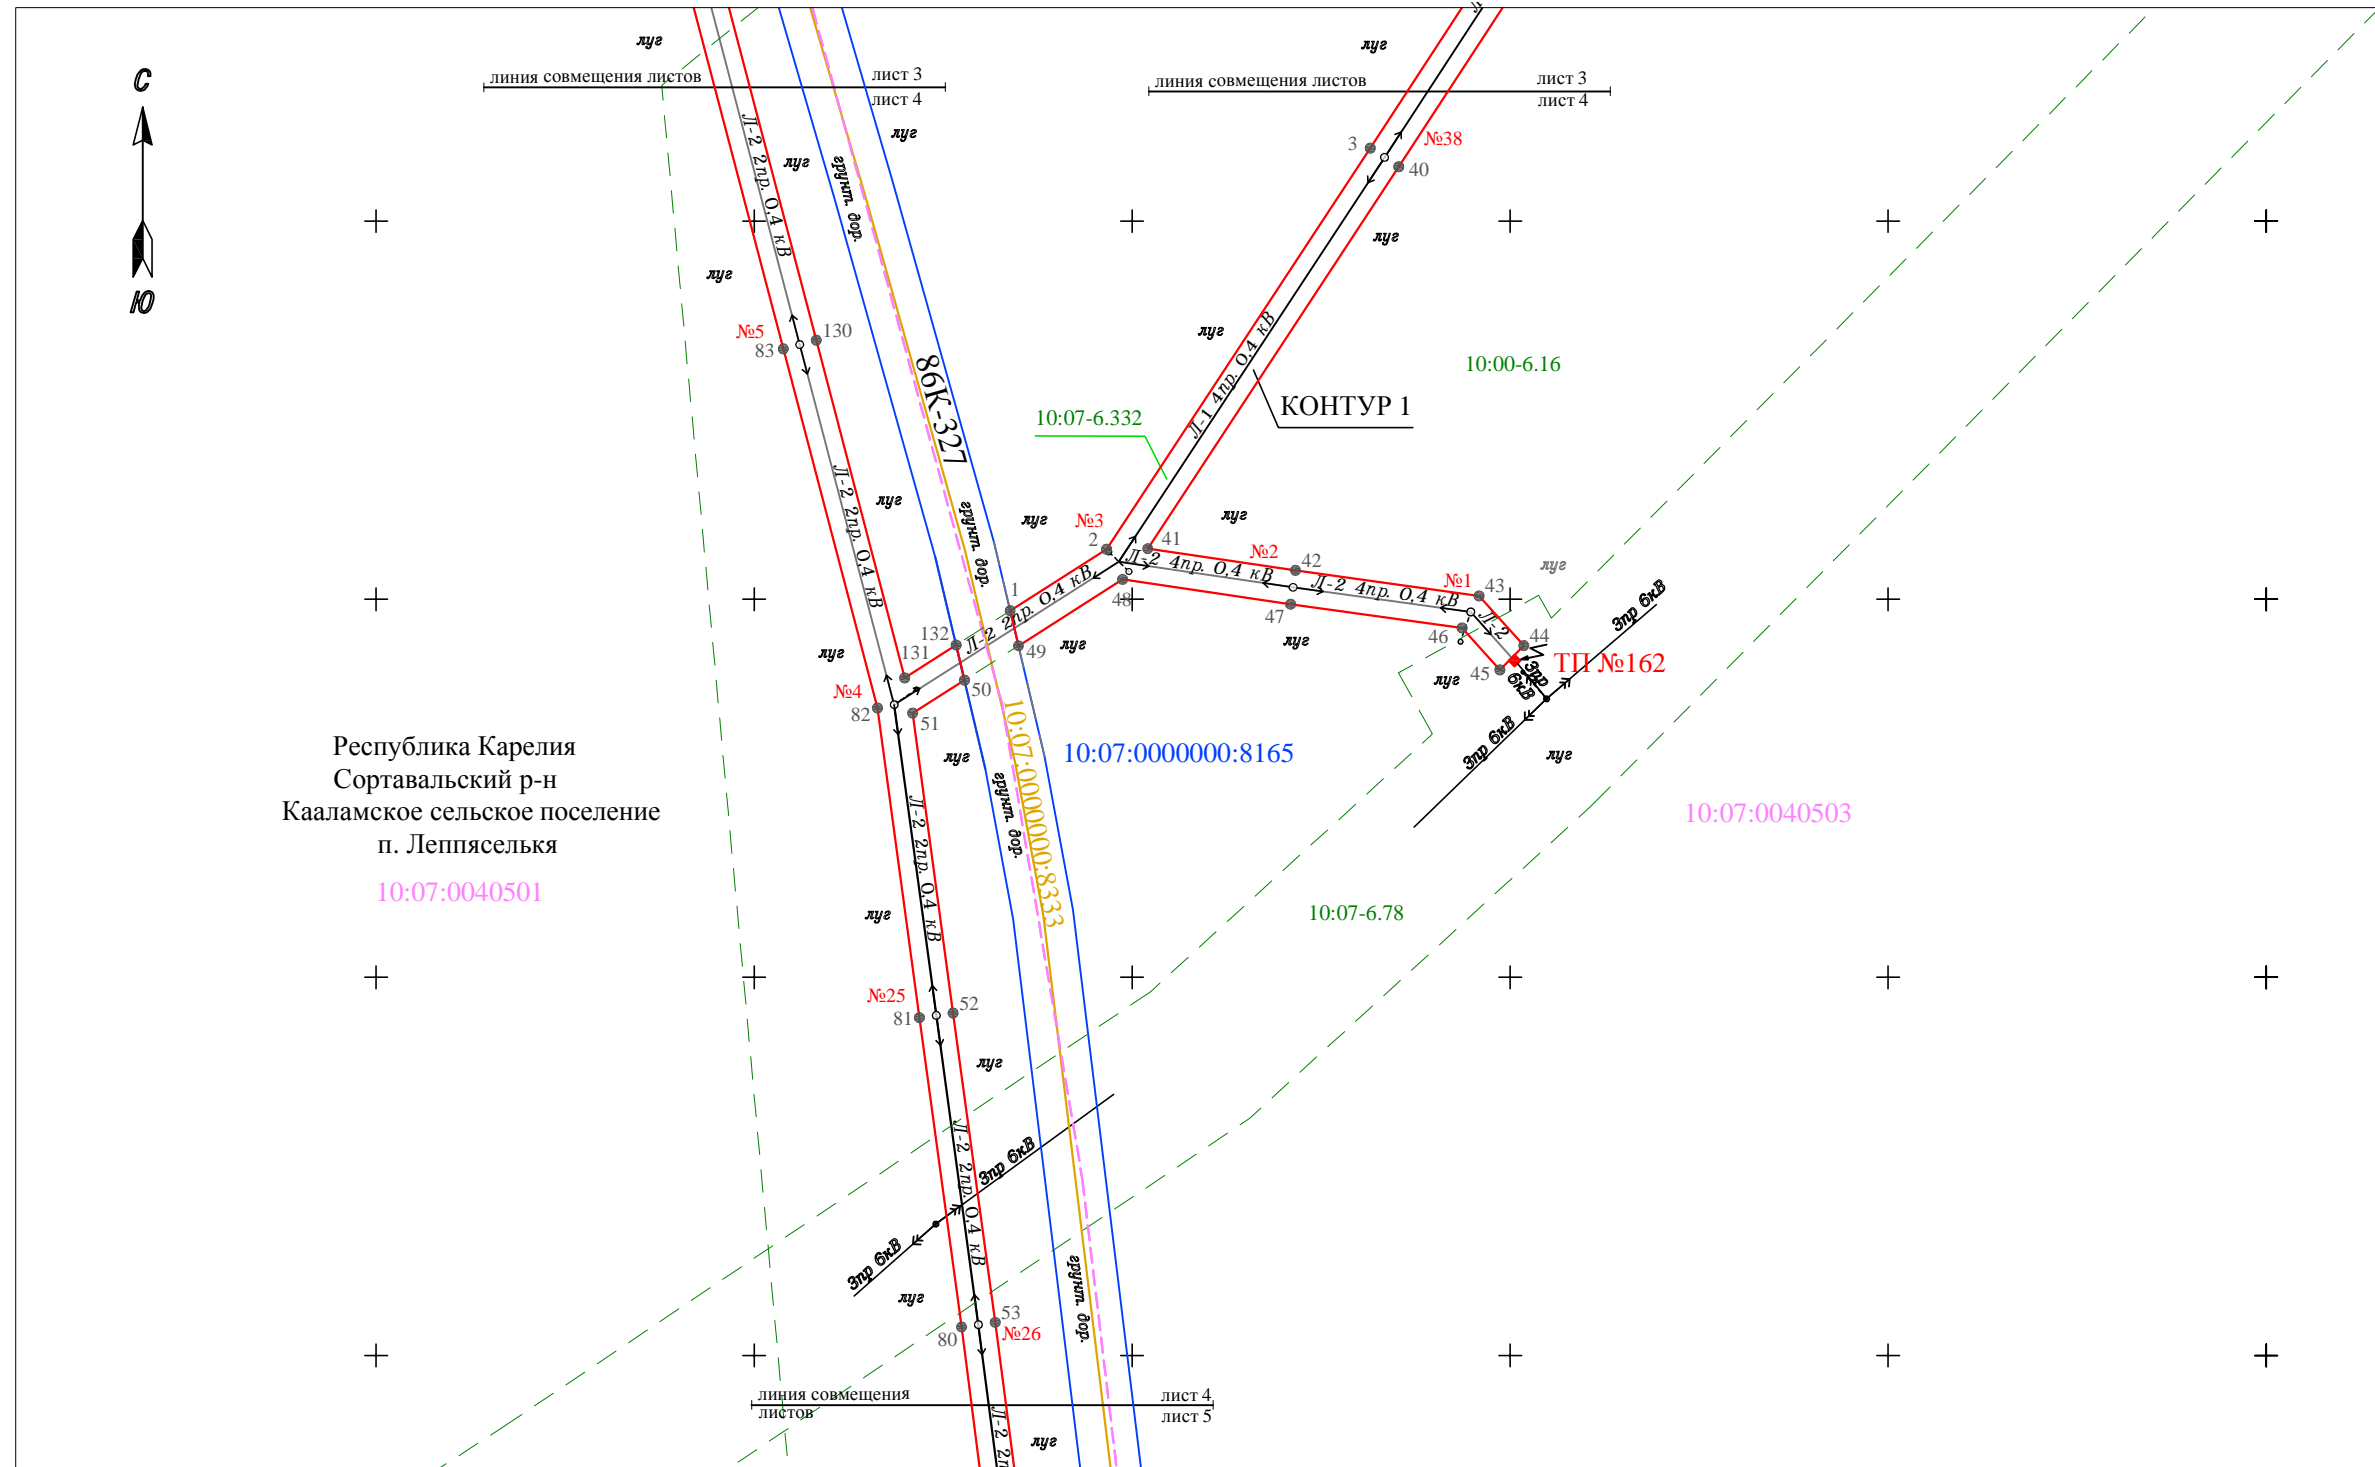 луг
луг
линия совмещения листов
лист 3
лист 4
линия совмещения листов
лист 3
лист 4
С
Ю
Л-2 2пр. 0,4 кВ
луг
луг
грунт. дор.
3
№38
40
луг
луг
№5
83
130
луг
86К-327
Л-1 4пр. 0,4 кВ
10:00-6.16
10:07-6.332
КОНТУР 1
Л-2 2пр. 0,4 кВ
луг
грунт. дор.
луг
№3
2
41
луг
Л-2 4пр. 0,4 кВ
№2
42
Л-2 4пр. 0,4 кВ
№1
43
луг
1
Л-2 2пр. 0,4 кВ
48
47
луг
46
Л-2
44
45
ТП №162
3пр
6кВ
3пр 6кВ
3пр 6кВ
луг
луг
132
131
49
50
луг
луг
№4
82
51
луг
10:07:0000000:8165
10:07:0000000:8333
грунт. дор.
Республика Карелия
Сортавальский р-н
Кааламское сельское поселение
п. Леппяселькя
10:07:0040501
10:07:0040503
10:07-6.78
Л-2 2пр. 0,4 кВ
луг
№25
81
52
луг
Л-2 2пр. 0,4 кВ
3пр 6кВ
3пр 6кВ
луг
грунт. дор.
80
53
№26
линия совмещения
листов
лист 4
лист 5
Л-2 2п
луг